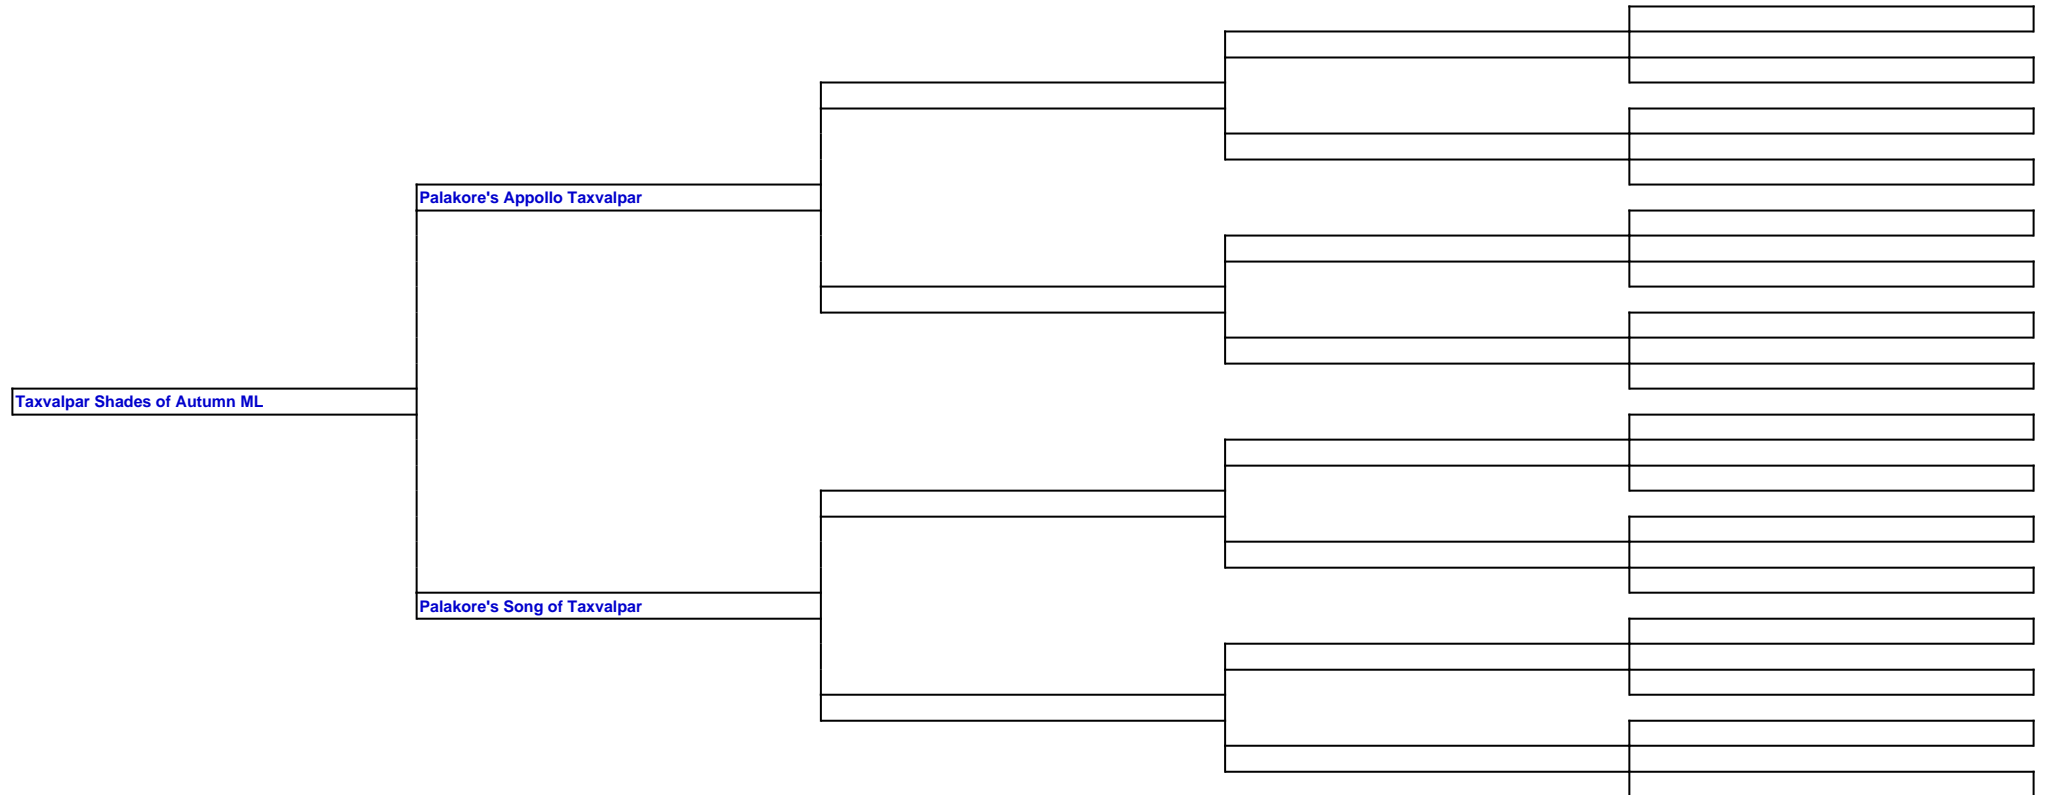 Palakore's Appollo Taxvalpar
Taxvalpar Shades of Autumn ML
Palakore's Song of Taxvalpar